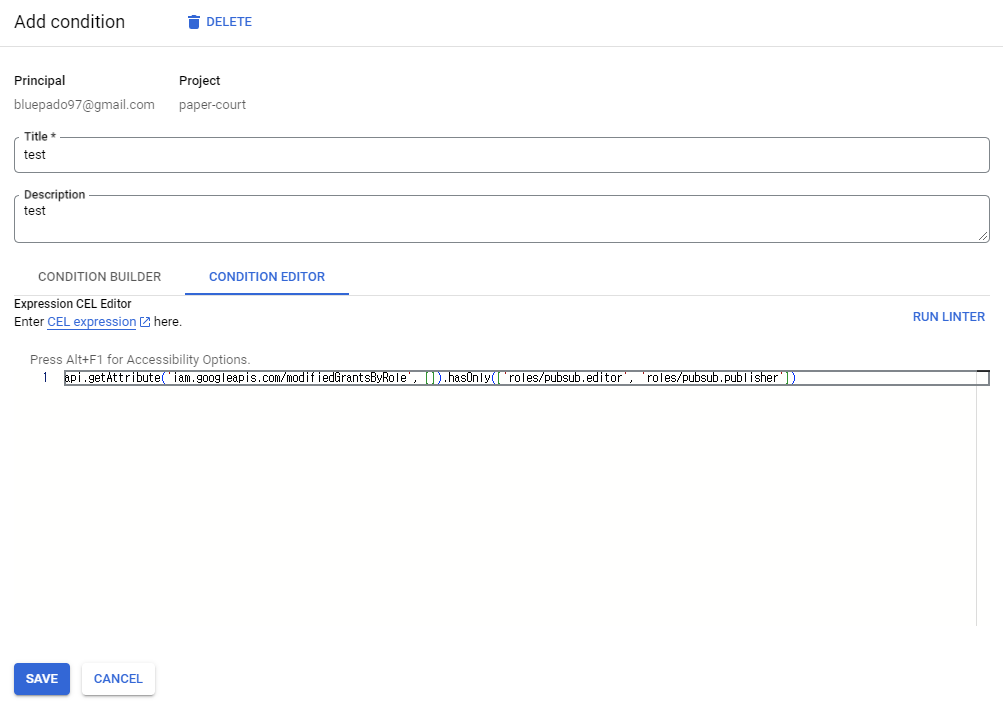 Add condition
DELETE
Principal
Project
bluepado97@gmail.com
paper-court
Title *
test
Description
test
CONDITION BUILDER
CONDITION EDITOR
Expression CEL Editor
Enter CEL expression here.
RUN LINTER
Press Alt+F1 for Accessibility Options.
1
api.getAttribute('iam.googleapis.com/modifiedGrantsByRole', []).hasOnly(['roles/pubsub.editor', 'roles/pubsub.publisher'])
SAVE
CANCEL